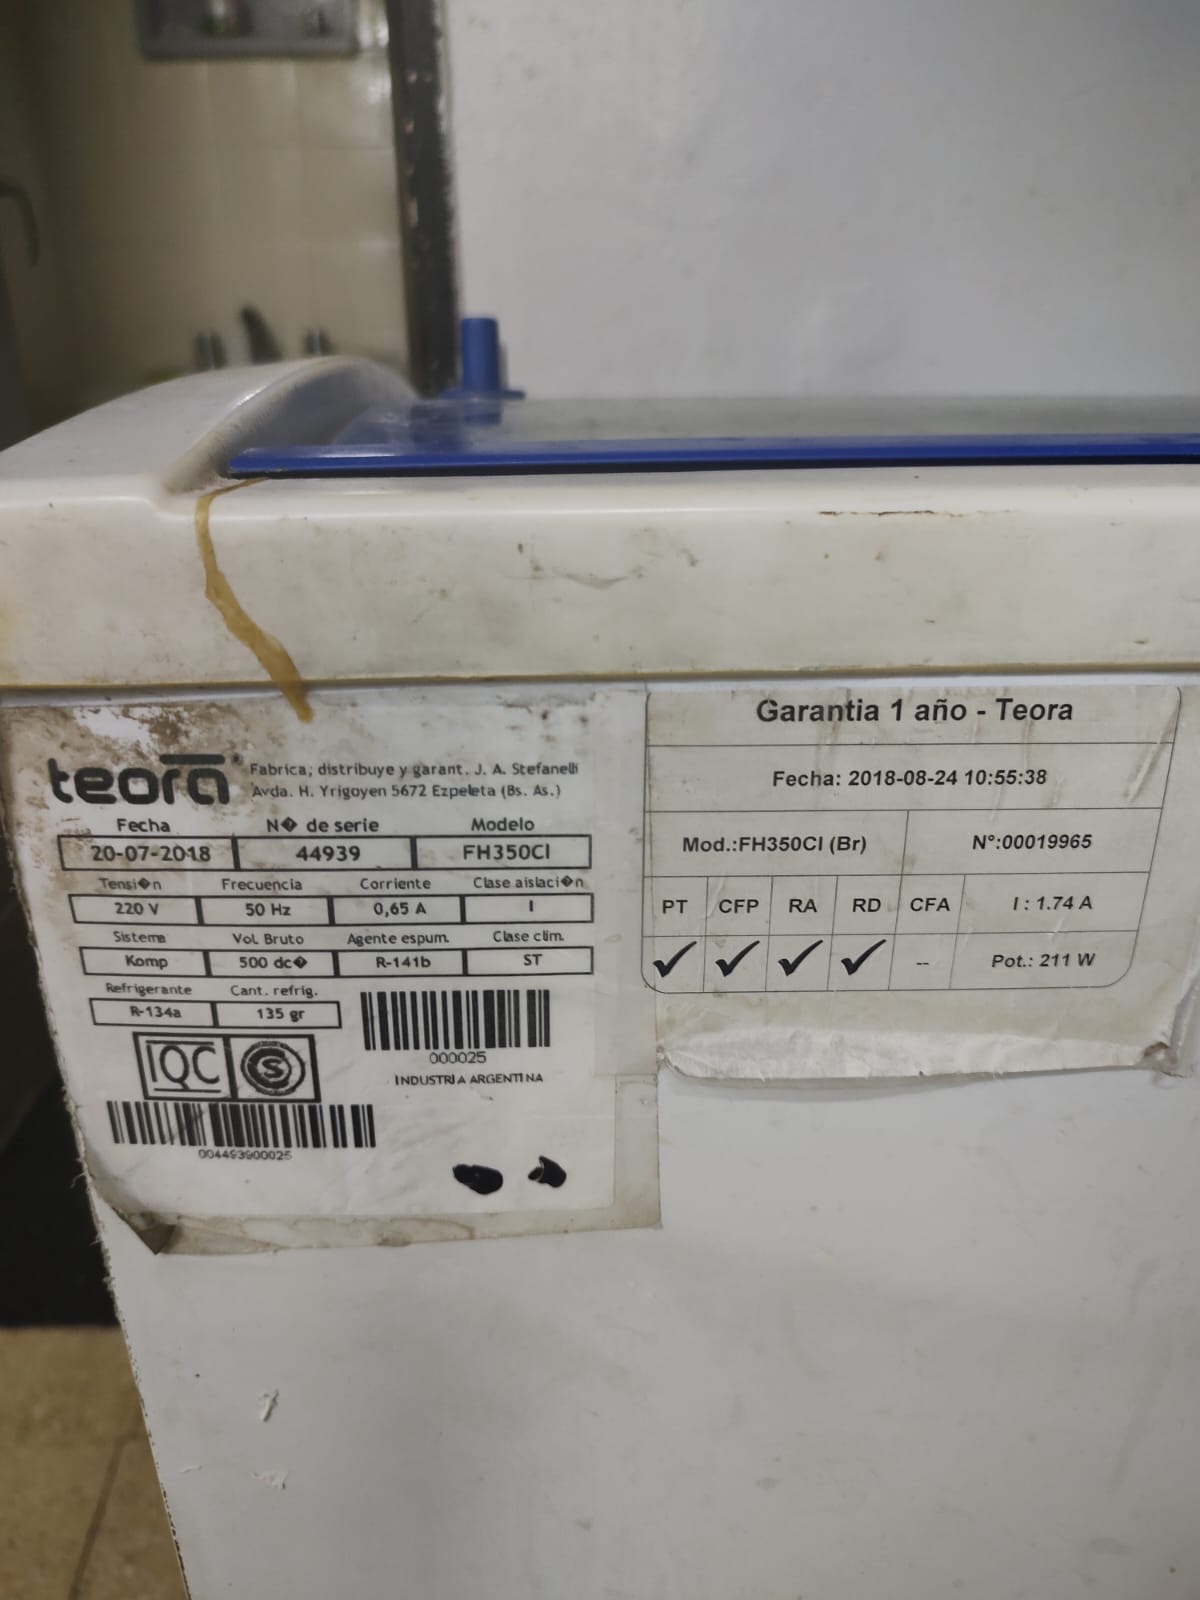 teora® Fabrica, distribuye y garant. J. A. Stefanelli
Avda. H. Yrigoyen 5672 Ezpeleta (Bs. As.)
Fecha N� de serie Modelo
20-07-2018 44939 FH350CI
Tensi�n Frecuencia Corriente Clase aislaci�n
220 V 50 Hz 0,65 A I
Sistema Vol. Bruto Agente espum. Clase clim.
Komp 500 dc� R-141b ST
Refrigerante Cant. refrig.
R-134a 135 gr
000025
INDUSTRIA ARGENTINA
IQC S
004493900025
Garantia 1 año - Teora
Fecha: 2018-08-24 10:55:38
Mod.:FH350CI (Br) N°:00019965
PT CFP RA RD CFA I : 1.74 A
✓ ✓ ✓ ✓ -- Pot.: 211 W